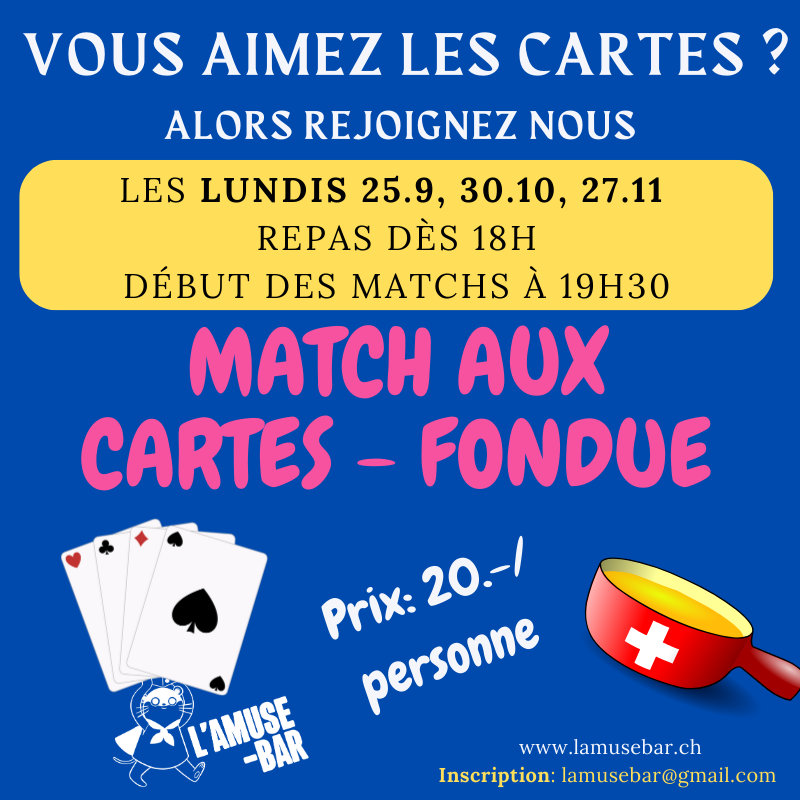 VOUS AIMEZ LES CARTES ?
ALORS REJOIGNEZ NOUS
LES LUNDIS 25.9, 30.10, 27.11
REPAS DÈS 18H
DÉBUT DES MATCHS À 19H30
MATCH AUX
CARTES - FONDUE
Prix: 20.-/
personne
L'AMUSE
-BAR
www.lamusebar.ch
Inscription: lamusebar@gmail.com